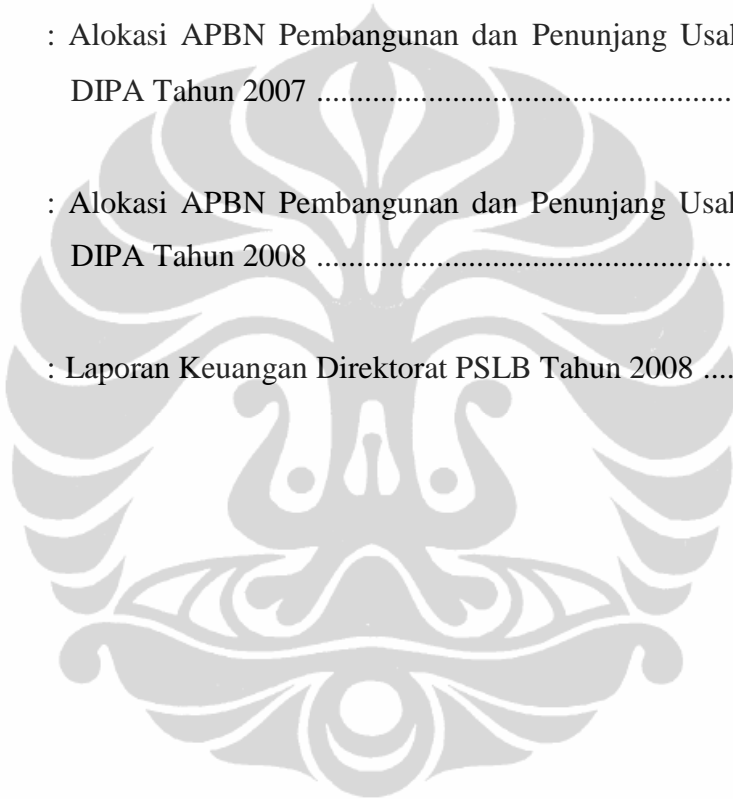 : Alokasi APBN Pembangunan dan Penunjang
DIPA Tahun 2007 ....................................................
: Alokasi APBN Pembangunan dan Penunjang
DIPA Tahun 2008 ....................................................
: Laporan Keuangan Direktorat PSLB Tahun 2008 ....